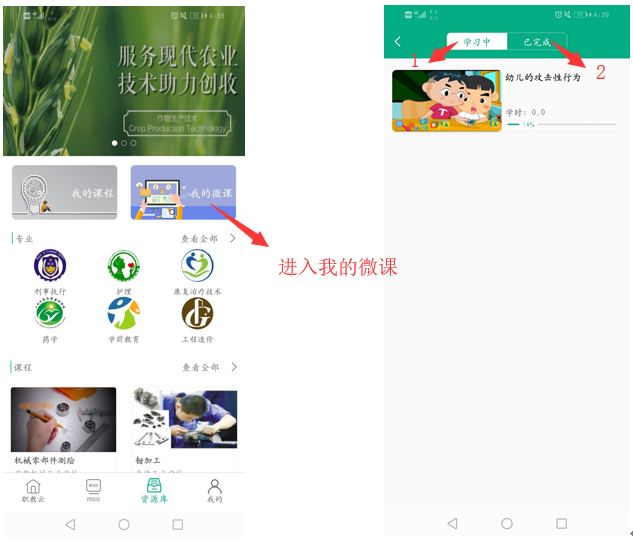 4:38
服务现代农业
技术助力创收
作物生产技术
Crop Production Technology
我的课程
我的微课
专业
查看全部
刑事执行
护理
康复治疗技术
药学
学前教育
工程造价
课程
查看全部
机械零部件测绘
钳加工
职教云
mooc
资源库
我的
进入我的微课
4:39
学习中
已完成
1
2
幼儿的攻击性行为
学时: 0.0
14%